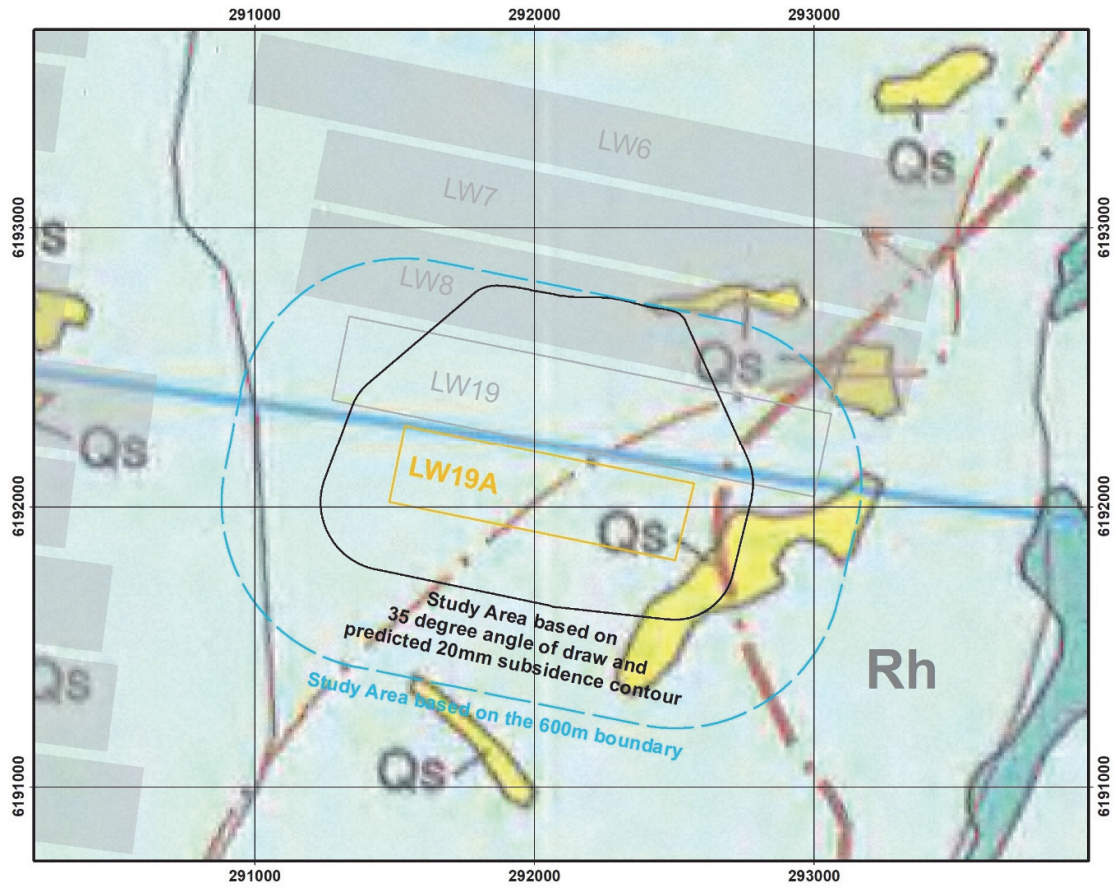 291000
292000
293000
LW6
Qs
LW7
6193000
6193000
s
LW8
Qs
LW19
Qs
LW19A
6192000
6192000
Qs
Study Area based on
35 degree angle of draw and
predicted 20mm subsidence contour
Rh
Qs
Study Area based on the 600m boundary
Qs
6191000
6191000
291000
292000
293000